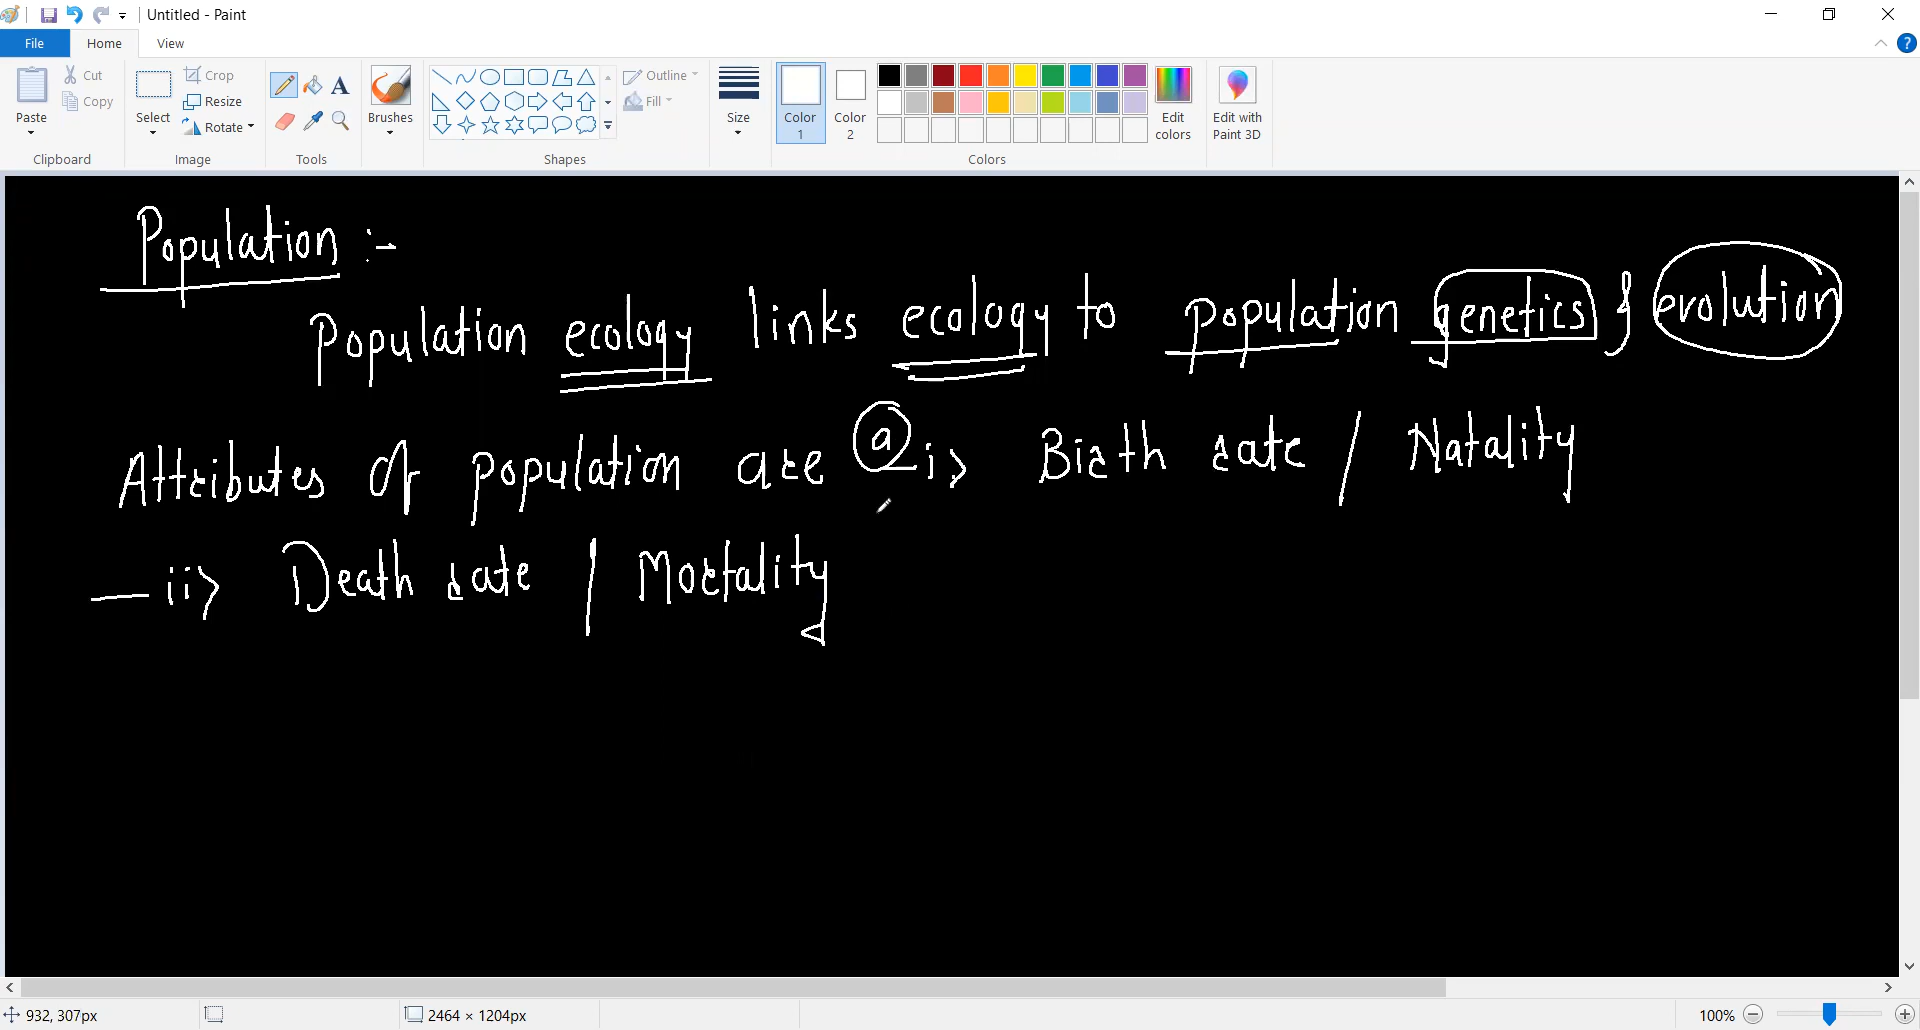 Untitled - Paint
File Home View
Paste Cut Copy Select Crop Resize Rotate Brushes Outline Fill Size Color 1 Color 2 Edit colors Edit with Paint 3D
Clipboard Image Tools Shapes Colors
Population :-
Population ecology links ecology to population genetics & evolution
Attributes of population are (a) i> Birth rate / Natality
— ii> Death rate / Mortality
932, 307px 2464 × 1204px 100%